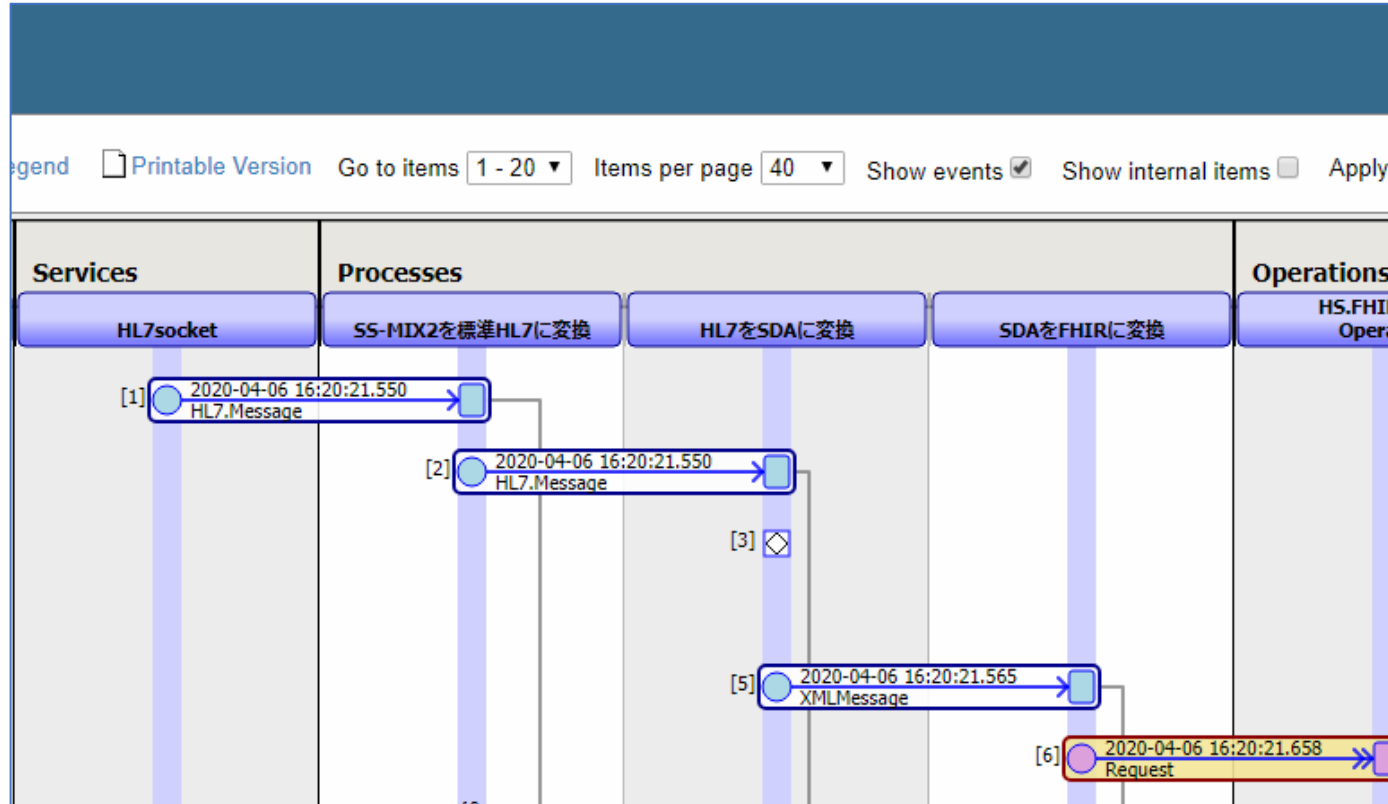 egend Printable Version Go to items 1 - 20 Items per page 40 Show events Show internal items Apply
Services Processes Operations
HL7socket SS-MIX2を標準HL7に変換 HL7をSDAに変換 SDAをFHIRに変換 HS.FHI
Opera
[1] 2020-04-06 16:20:21.550
HL7.Message
[2] 2020-04-06 16:20:21.550
HL7.Message
[3]
[5] 2020-04-06 16:20:21.565
XMLMessage
[6] 2020-04-06 16:20:21.658
Request